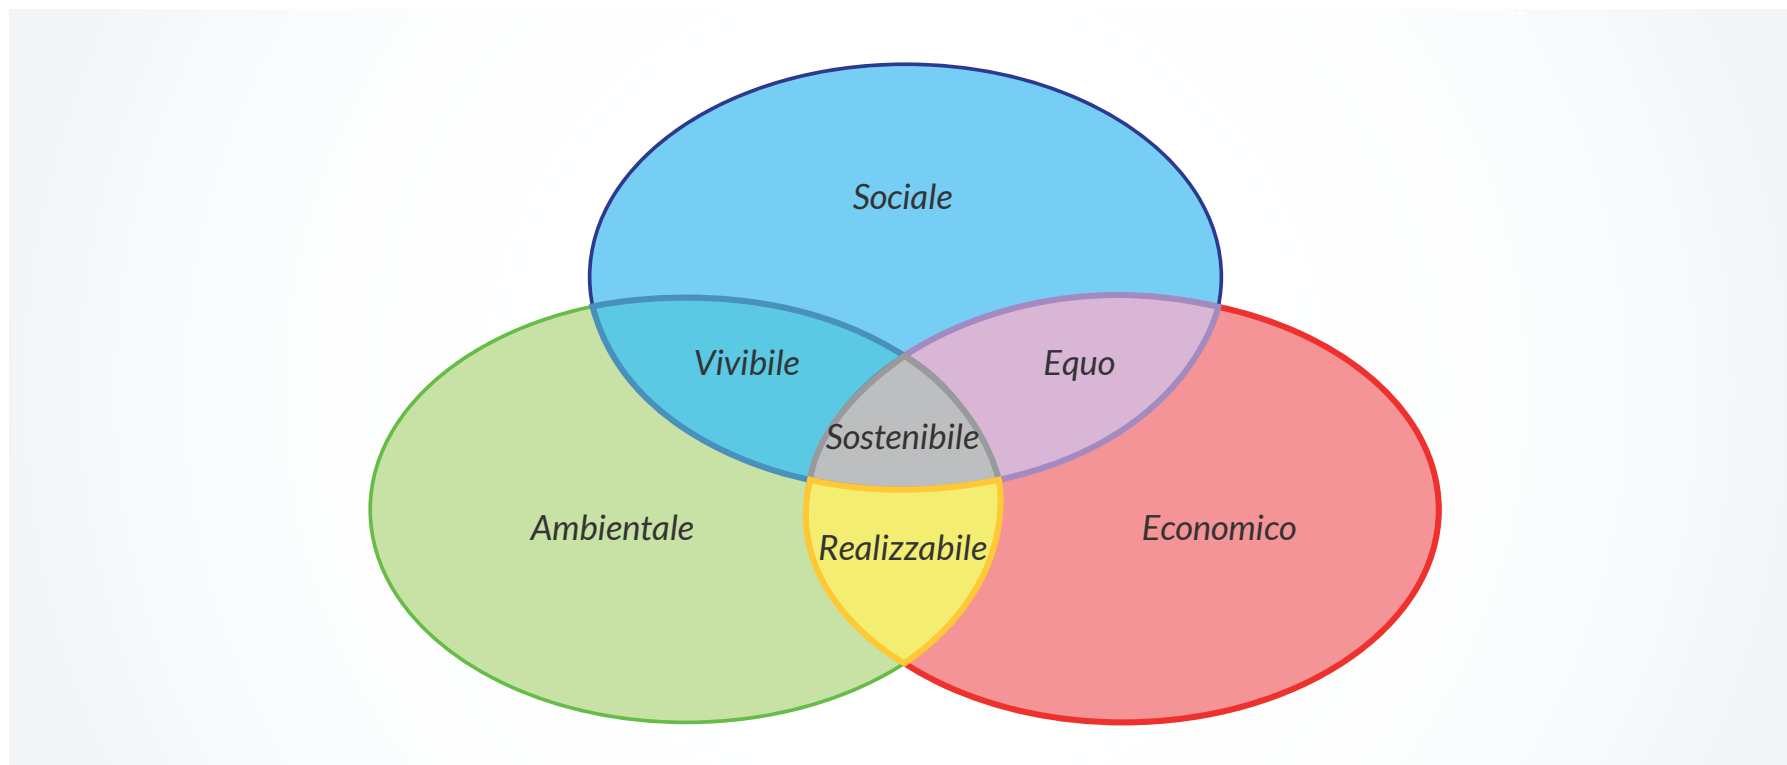 Sociale
Vivibile
Equo
Sostenibile
Ambientale
Economico
Realizzabile